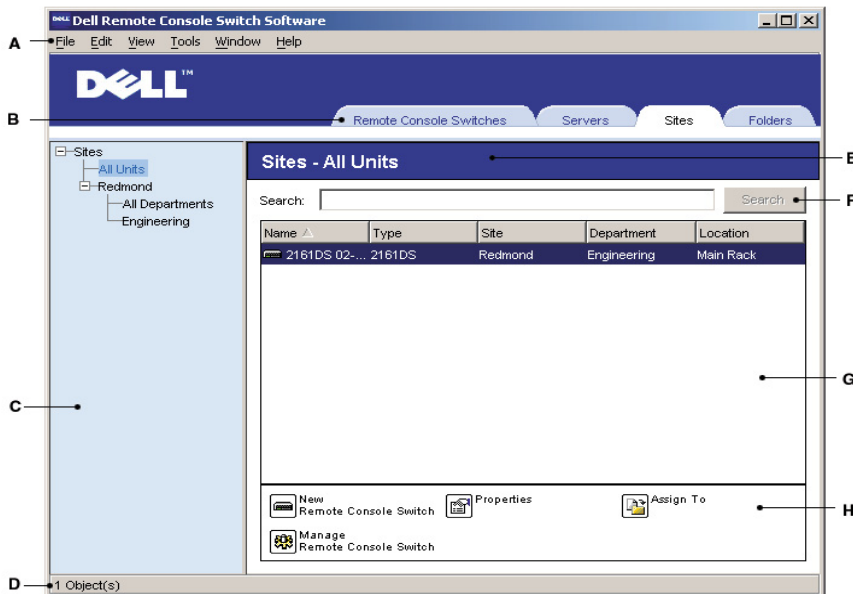 DELL Dell Remote Console Switch Software
A File Edit View Tools Window Help
DELL™
B Remote Console Switches Servers Sites Folders
Sites
All Units
Redmond
All Departments
Engineering
C
Sites - All Units E
Search: Search F
Name Type Site Department Location
2161DS 02-... 2161DS Redmond Engineering Main Rack
G
New
Remote Console Switch
Properties
Assign To
H
Manage
Remote Console Switch
D 1 Object(s)